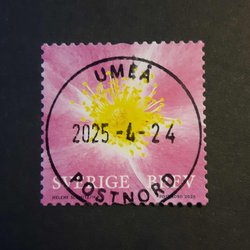 UMEÅ
2025-4-24
SVERIGE BREV
POSTNORD